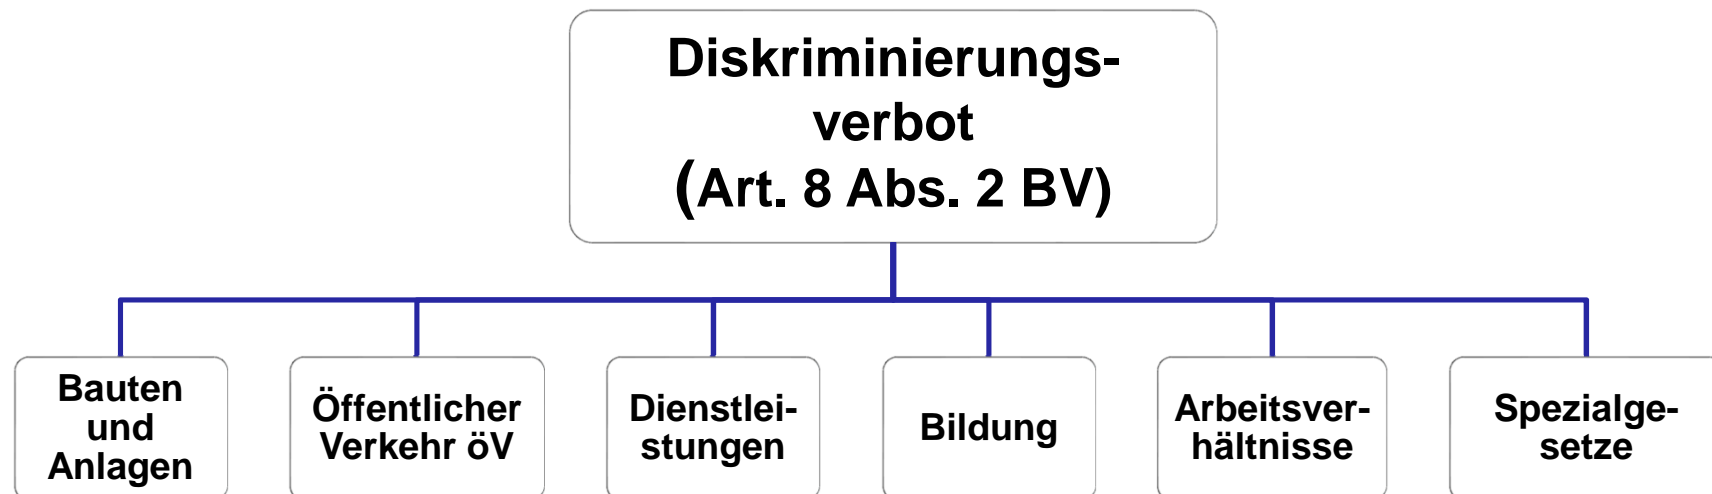 Diskriminierungs-
verbot
(Art. 8 Abs. 2 BV)
Bauten
und
Anlagen
Öffentlicher
Verkehr öV
Dienstlei-
stungen
Bildung
Arbeitsver-
hältnisse
Spezialge-
setze